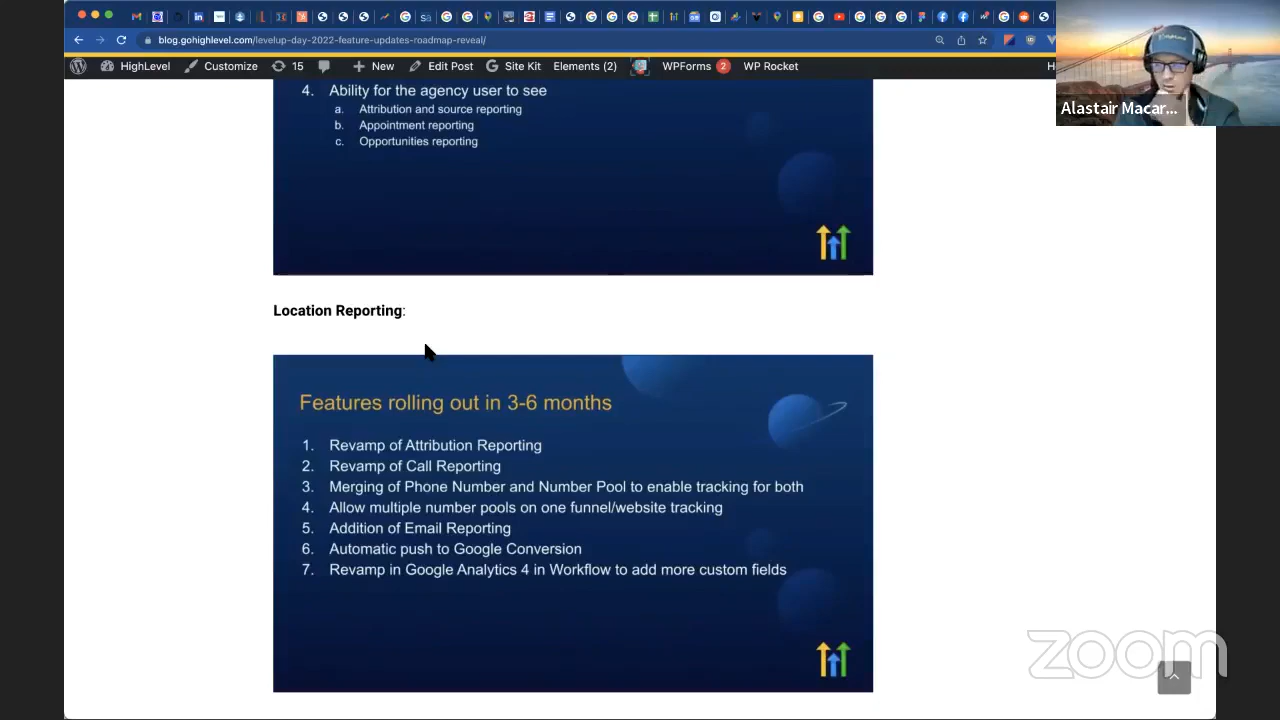 blog.gohighlevel.com/levelup-day-2022-feature-updates-roadmap-reveal/
HighLevel Customize 15 New Edit Post Site Kit Elements (2) WPForms 2 WP Rocket H
4. Ability for the agency user to see
a. Attribution and source reporting
b. Appointment reporting
c. Opportunities reporting
Alastair Macar...
Location Reporting:
Features rolling out in 3-6 months
1. Revamp of Attribution Reporting
2. Revamp of Call Reporting
3. Merging of Phone Number and Number Pool to enable tracking for both
4. Allow multiple number pools on one funnel/website tracking
5. Addition of Email Reporting
6. Automatic push to Google Conversion
7. Revamp in Google Analytics 4 in Workflow to add more custom fields
zoom